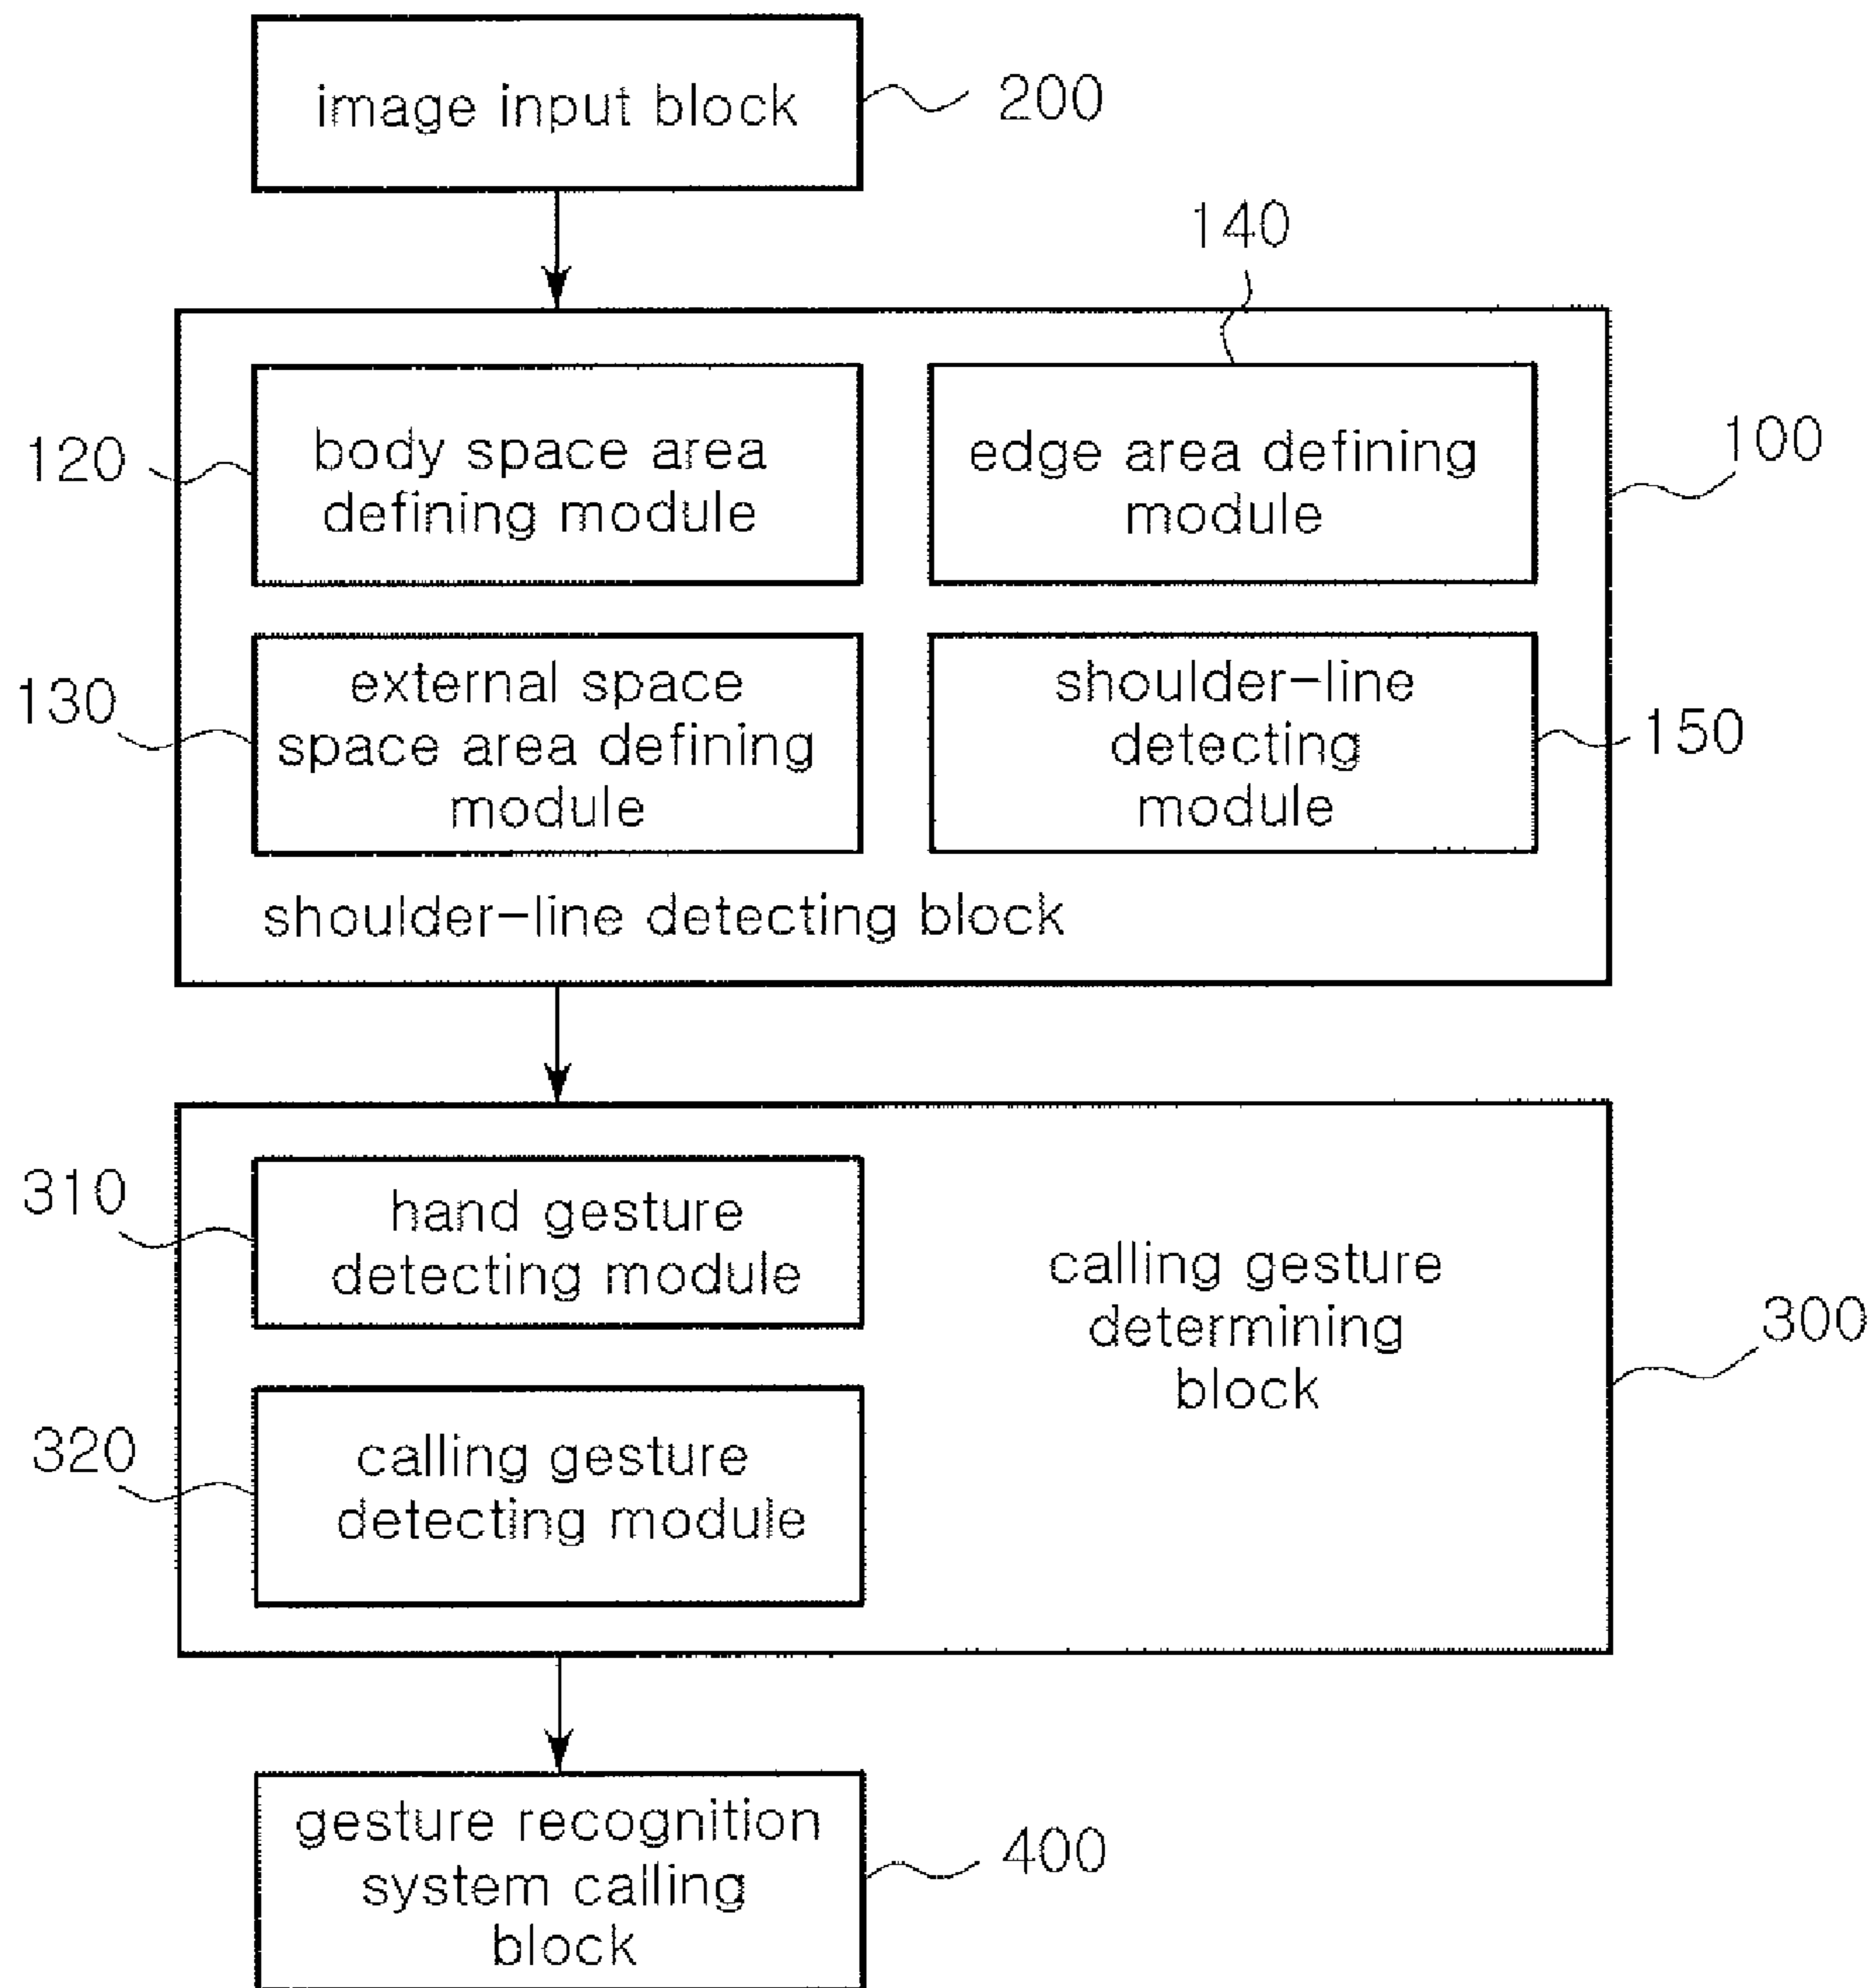 image input block
200
140
120
body space area
defining module
edge area defining
module
100
130
external space
space area defining
module
shoulder-line
detecting
module
150
shoulder-line detecting block
310
hand gesture
detecting module
calling gesture
determining
block
300
320
calling gesture
detecting module
gesture recognition
system calling
block
400